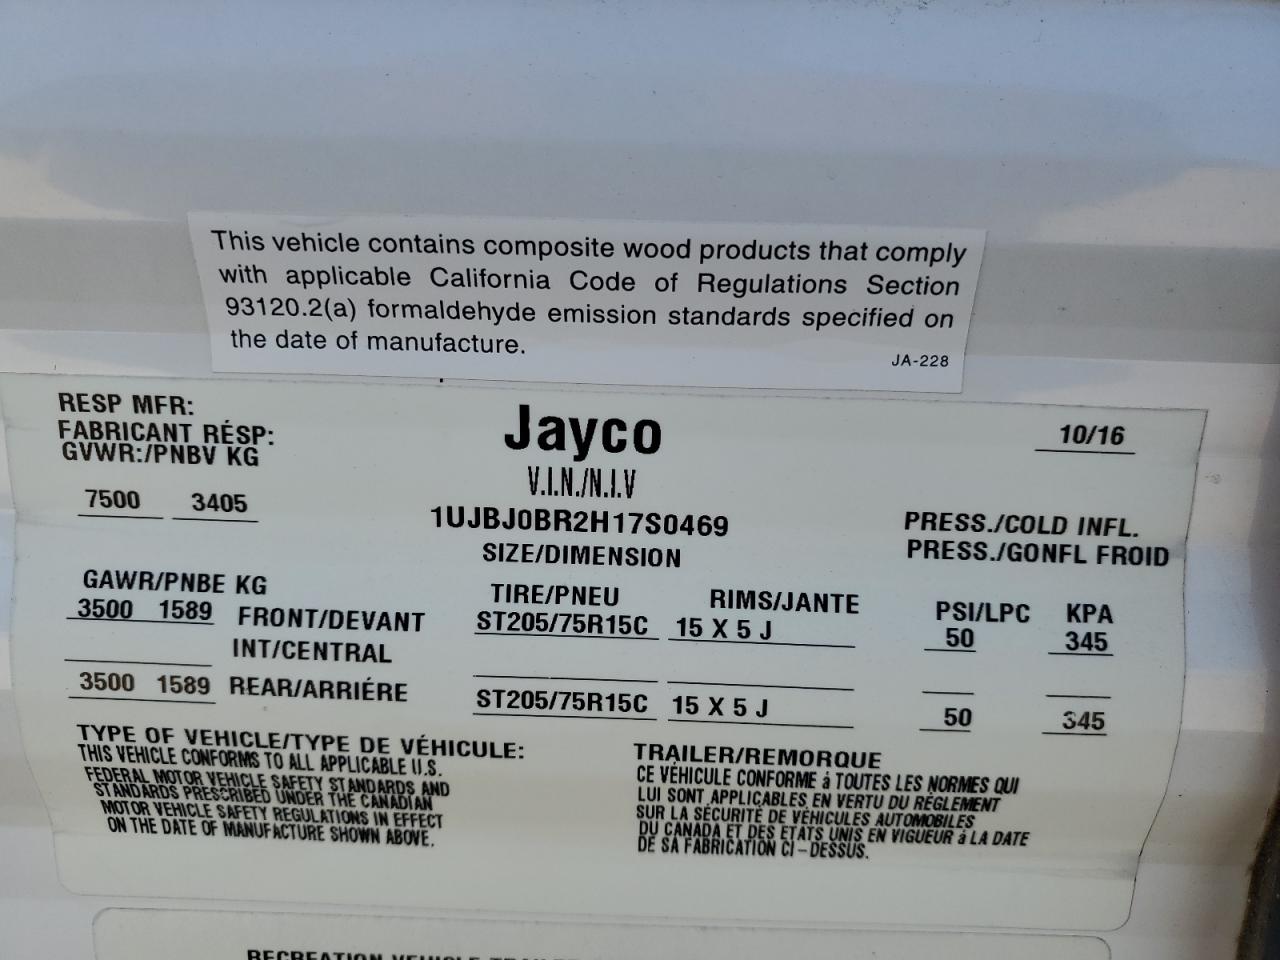 This vehicle contains composite wood products that comply
with applicable California Code of Regulations Section
93120.2(a) formaldehyde emission standards specified on
the date of manufacture.
JA-228
RESP MFR:
FABRICANT RÉSP:
GVWR:/PNBV KG
7500 3405
Jayco
10/16
V.I.N./N.I.V
1UJBJ0BR2H17S0469
SIZE/DIMENSION
PRESS./COLD INFL.
PRESS./GONFL FROID
GAWR/PNBE KG
TIRE/PNEU RIMS/JANTE PSI/LPC KPA
3500 1589 FRONT/DEVANT ST205/75R15C 15 X 5 J 50 345
INT/CENTRAL
3500 1589 REAR/ARRIÉRE ST205/75R15C 15 X 5 J 50 345
TYPE OF VEHICLE/TYPE DE VÉHICULE: TRAILER/REMORQUE
THIS VEHICLE CONFORMS TO ALL APPLICABLE U.S.
FEDERAL MOTOR VEHICLE SAFETY STANDARDS AND
STANDARDS PRESCRIBED UNDER THE CANADIAN
MOTOR VEHICLE SAFETY REGULATIONS IN EFFECT
ON THE DATE OF MANUFACTURE SHOWN ABOVE.
CE VÉHICULE CONFORME à TOUTES LES NORMES QUI
LUI SONT APPLICABLES EN VERTU DU RÉGLEMENT
SUR LA SÉCURITÉ DE VÉHICULES AUTOMOBILES
DU CANADA ET DES ETATS UNIS EN VIGUEUR à LA DATE
DE SA FABRICATION CI-DESSUS.
RECREATION VEHICLE